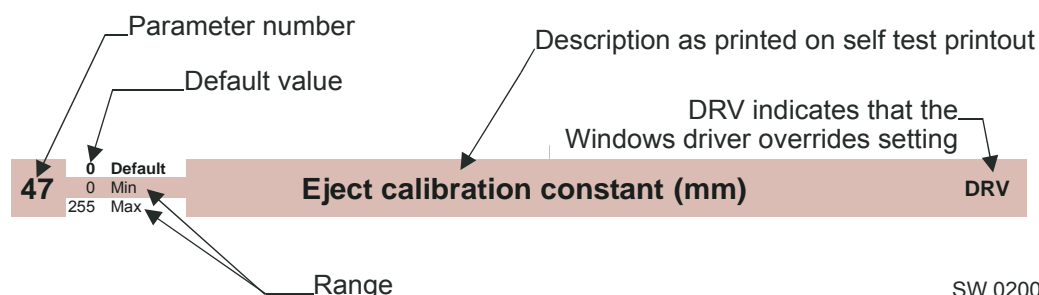 Parameter number
Description as printed on self test printout
Default value
DRV indicates that the
Windows driver overrides setting
47
0 Default
0 Min
255 Max
Eject calibration constant (mm)
DRV
Range
SW 0200